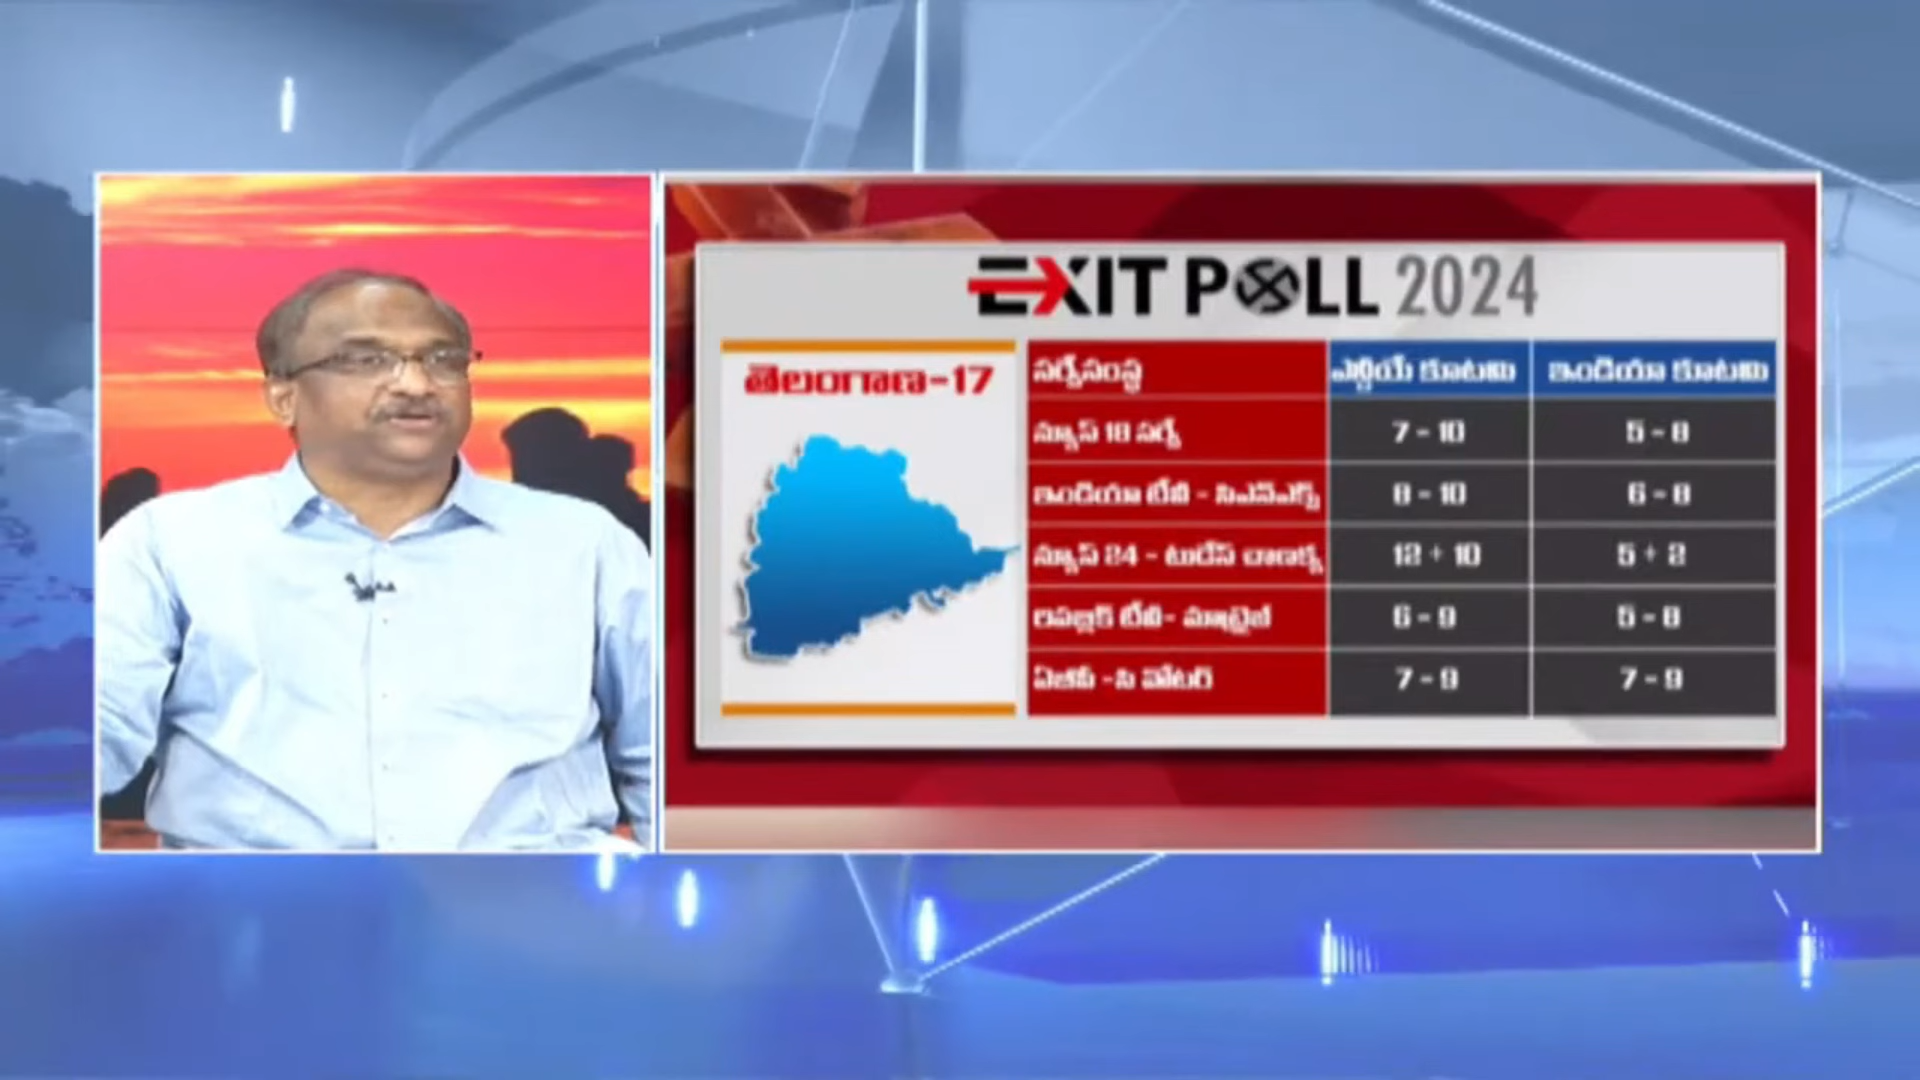 EXIT POLL 2024
తెలంగాణ-17
సర్వేసంస్థ ఎన్డీయే కూటమి ఇండియా కూటమి
న్యూస్ 18 సర్వే 7 - 10 5 - 8
ఇండియా టీవీ - సిఎన్ఎక్స్ 8 - 10 6 - 8
న్యూస్ 24 - టుడేస్ చాణక్య 12 + 10 5 + 2
రిపబ్లిక్ టీవీ- మ్యాట్రిజ్ 6 - 9 5 - 8
ఏబీపీ -సి వోటర్ 7 - 9 7 - 9